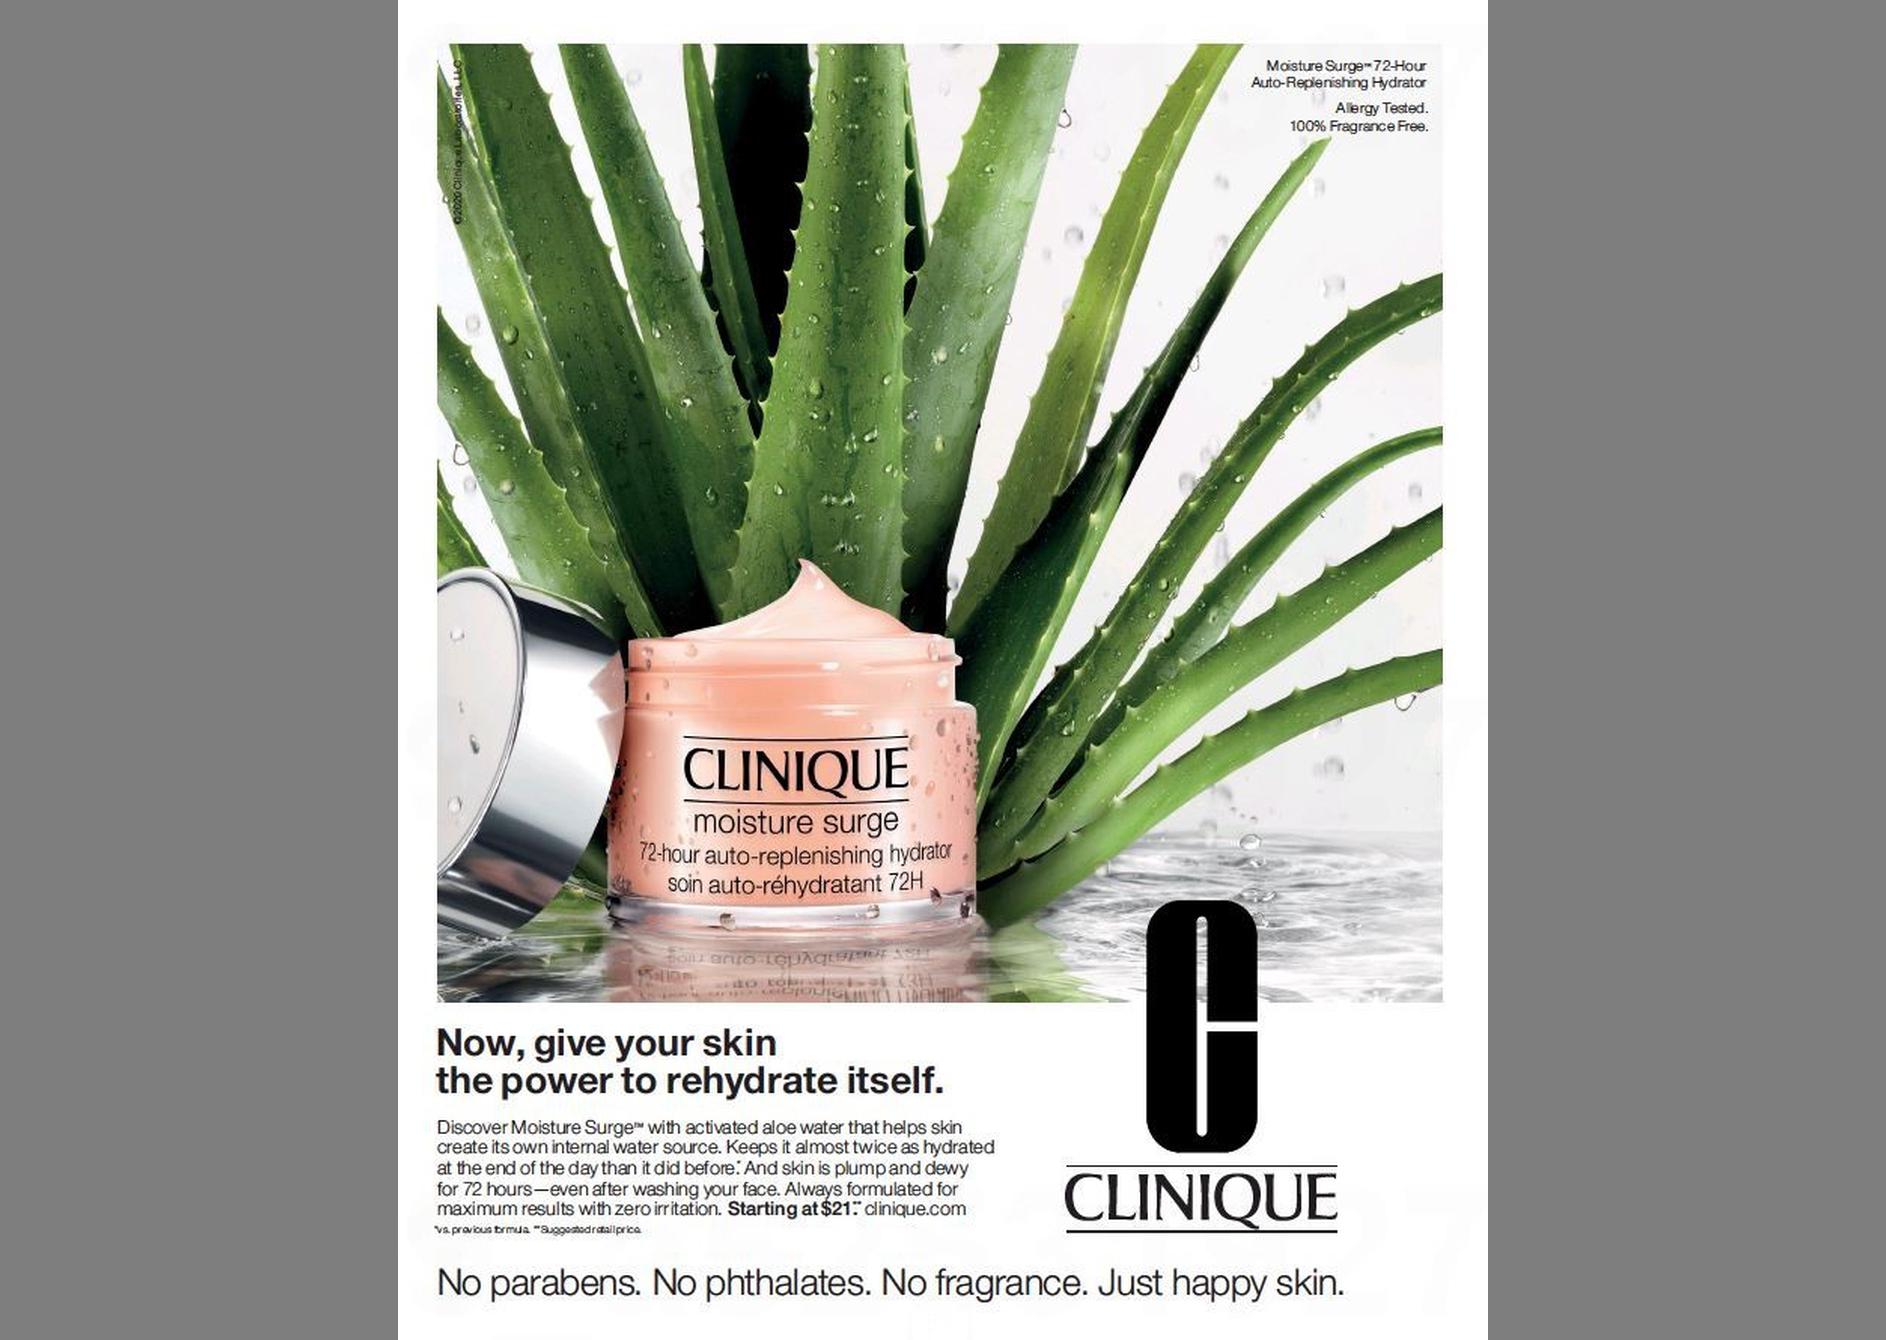 ©2020 Clinique Laboratories, LLC
Moisture Surge™ 72-Hour
Auto-Replenishing Hydrator
Allergy Tested.
100% Fragrance Free.
CLINIQUE
moisture surge
72-hour auto-replenishing hydrator
soin auto-réhydratant 72H
Now, give your skin
the power to rehydrate itself.
Discover Moisture Surge™ with activated aloe water that helps skin
create its own internal water source. Keeps it almost twice as hydrated
at the end of the day than it did before.* And skin is plump and dewy
for 72 hours—even after washing your face. Always formulated for
maximum results with zero irritation. Starting at $21.** clinique.com
*vs. previous formula. **Suggested retail price.
C
CLINIQUE
No parabens. No phthalates. No fragrance. Just happy skin.